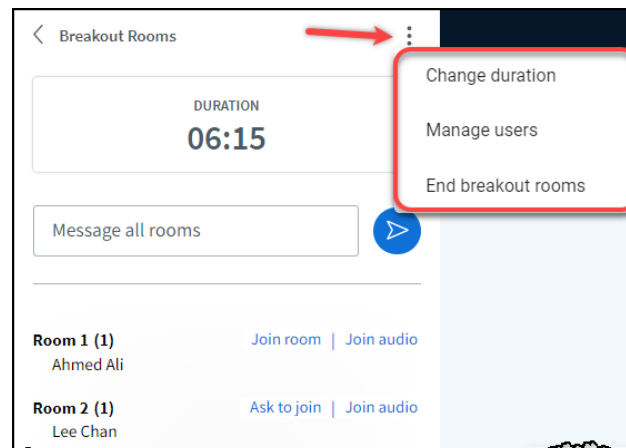 Breakout Rooms
Change duration
DURATION
06:15
Manage users
End breakout rooms
Message all rooms
Room 1 (1) Join room | Join audio
Ahmed Ali
Room 2 (1) Ask to join | Join audio
Lee Chan